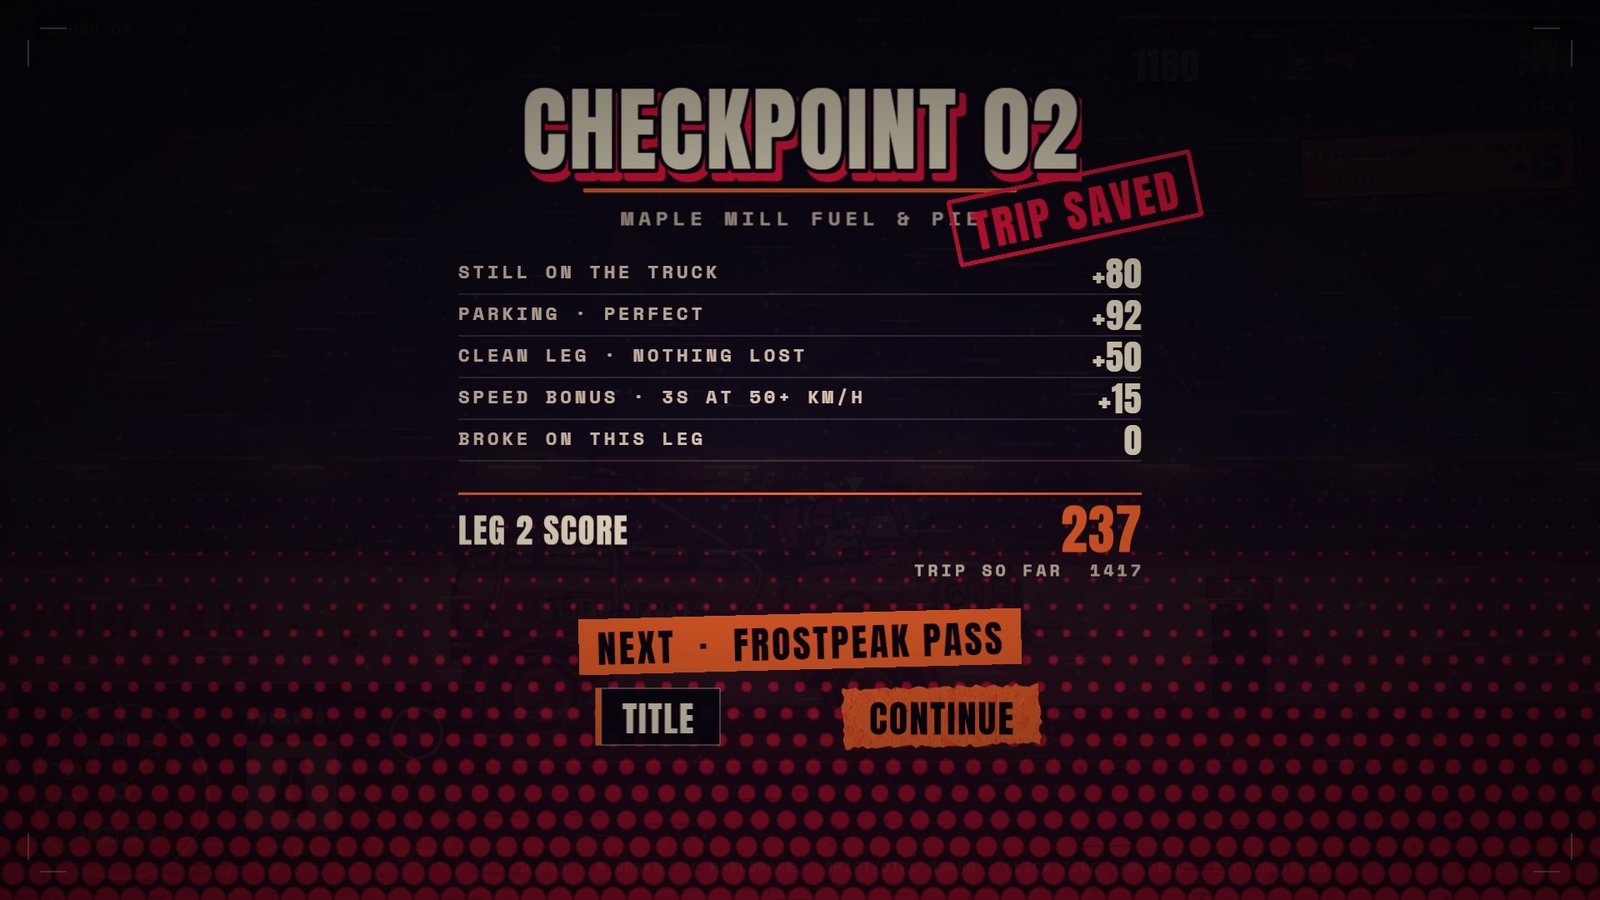 1180
CHECKPOINT 02
TRIP SAVED
MAPLE MILL FUEL & PIE
STILL ON THE TRUCK +80
PARKING · PERFECT +92
CLEAN LEG · NOTHING LOST +50
SPEED BONUS · 3S AT 50+ KM/H +15
BROKE ON THIS LEG 0
LEG 2 SCORE 237
TRIP SO FAR 1417
NEXT · FROSTPEAK PASS
TITLE
CONTINUE